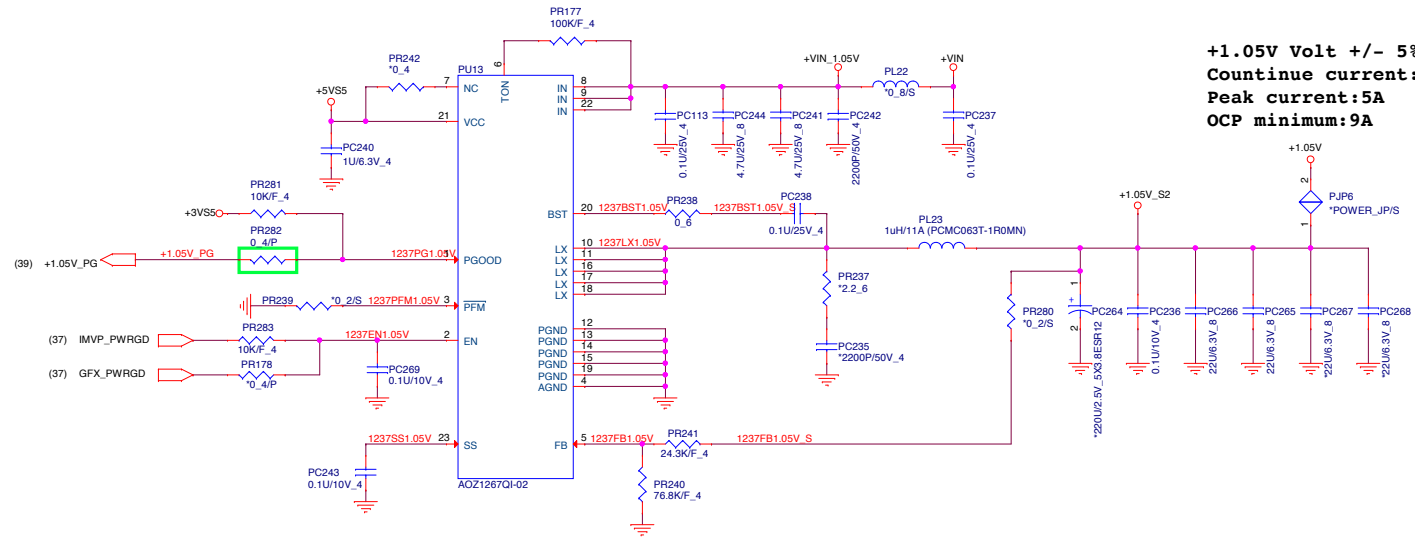 PR177
100K/F_4
+1.05V Volt +/- 5%
Countinue current:
Peak current:5A
OCP minimum:9A
PR242
*0_4
PU13
6
TON
+VIN_1.05V
+VIN
PL22
*0_8/S
+5VS5
7
NC
IN
8
IN
9
IN
22
21
VCC
PC240
1U/6.3V_4
PC113
0.1U/25V_4
PC244
4.7U/25V_8
PC241
4.7U/25V_8
PC242
2200P/50V_4
PC237
0.1U/25V_4
+1.05V
2
PJP6
*POWER_JP/S
1
PR281
10K/F_4
+3VS5
PR282
0_4/P
BST
20
1237BST1.05V
PR238
0_6
1237BST1.05V_S
PC238
0.1U/25V_4
+1.05V_S2
PL23
1uH/11A (PCMC063T-1R0MN)
(39)
+1.05V_PG
+1.05V_PG
1237PG1.05V
PGOOD
LX
10
1237LX1.05V
LX
11
LX
16
LX
17
LX
18
PR237
*2.2_6
PR239
*0_2/S
1237PFM1.05V
3
PFM
PR280
*0_2/S
+
1
2
PC264
*220U/2.5V_5X3.8ESR12
PC236
0.1U/10V_4
PC266
22U/6.3V_8
PC265
22U/6.3V_8
PC267
*22U/6.3V_8
PC268
*22U/6.3V_8
(37)
IMVP_PWRGD
PR283
10K/F_4
1237EN1.05V
2
EN
PGND
12
PGND
13
PGND
14
PGND
15
PGND
19
AGND
4
PC235
*2200P/50V_4
(37)
GFX_PWRGD
PR178
*0_4/P
PC269
0.1U/10V_4
1237SS1.05V
23
SS
FB
5
1237FB1.05V
PR241
24.3K/F_4
1237FB1.05V_S
PC243
0.1U/10V_4
PR240
76.8K/F_4
AOZ1267QI-02